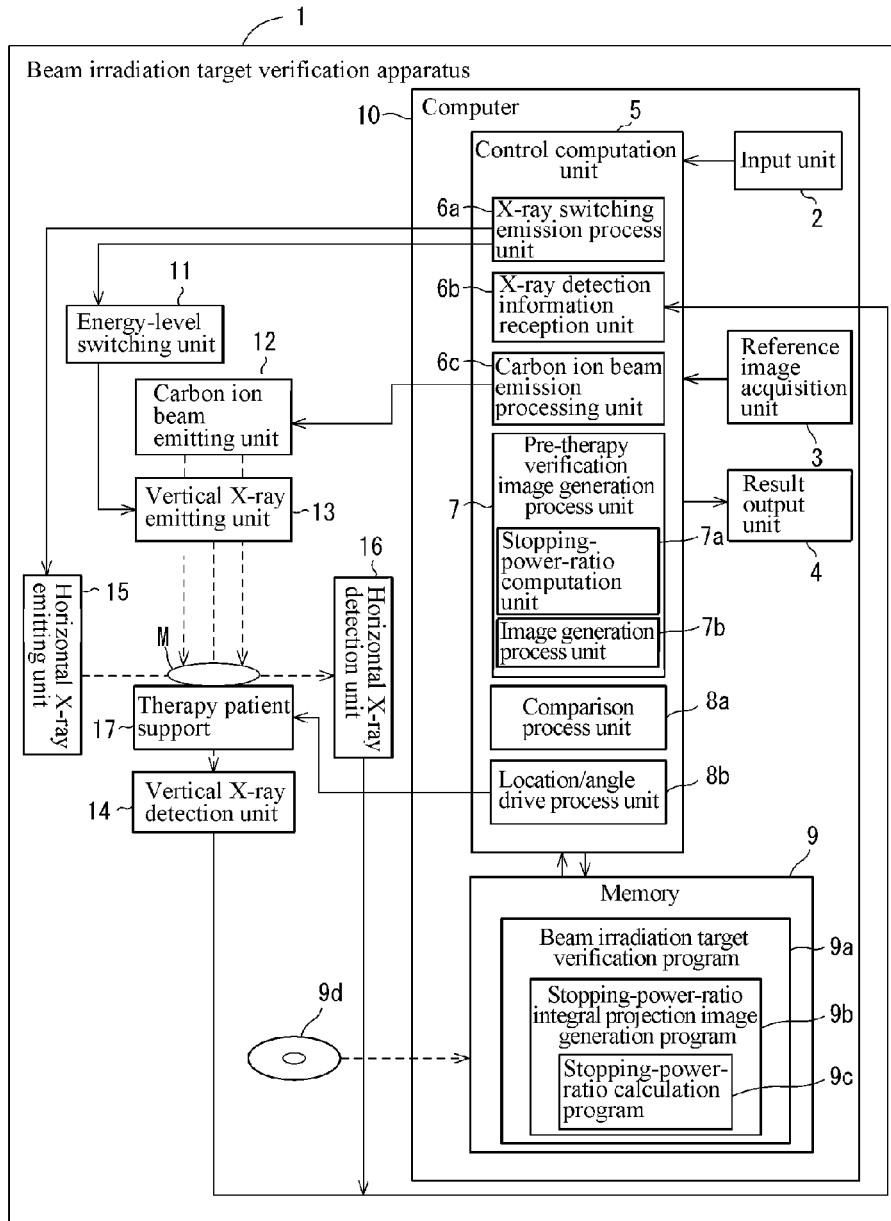 1
Beam irradiation target verification apparatus
10
Computer
5
Control computation
unit
Input unit
2
6a
X-ray switching
emission process
unit
11
Energy-level
switching unit
6b
X-ray detection
information
reception unit
12
Carbon ion
beam
emitting unit
6c
Carbon ion beam
emission
processing unit
Reference
image
acquisition
unit
3
Vertical X-ray
emitting unit
13
7
Pre-therapy
verification
image generation
process unit
Result
output
unit
4
7a
Stopping-
power-ratio
computation
unit
7b
Image generation
process unit
15
Horizontal X-ray
emitting unit
16
Horizontal X-ray
detection unit
M
17
Therapy patient
support
8a
Comparison
process unit
14
Vertical X-ray
detection unit
8b
Location/angle
drive process unit
9
Memory
9a
Beam irradiation target
verification program
9b
Stopping-power-ratio
integral projection image
generation program
9c
Stopping-power-
ratio calculation
program
9d